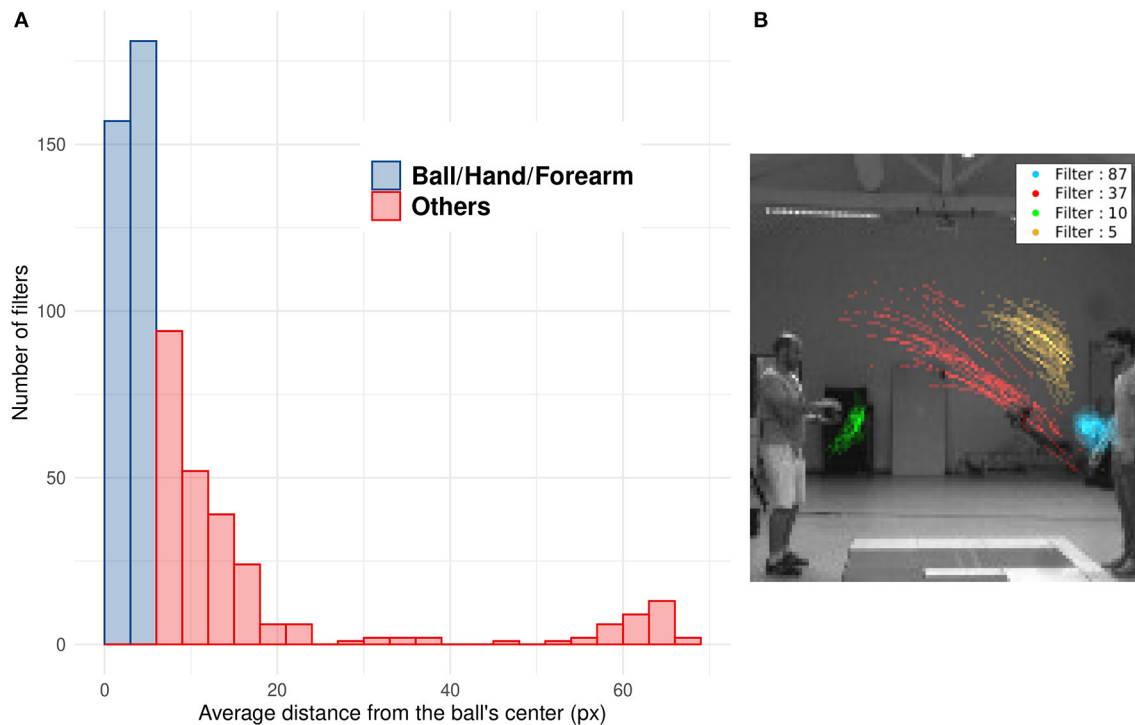 A
B
150
100
50
0
0
20
40
60
Number of filters
Average distance from the ball's center (px)
Ball/Hand/Forearm
Others
Filter : 87
Filter : 37
Filter : 10
Filter : 5